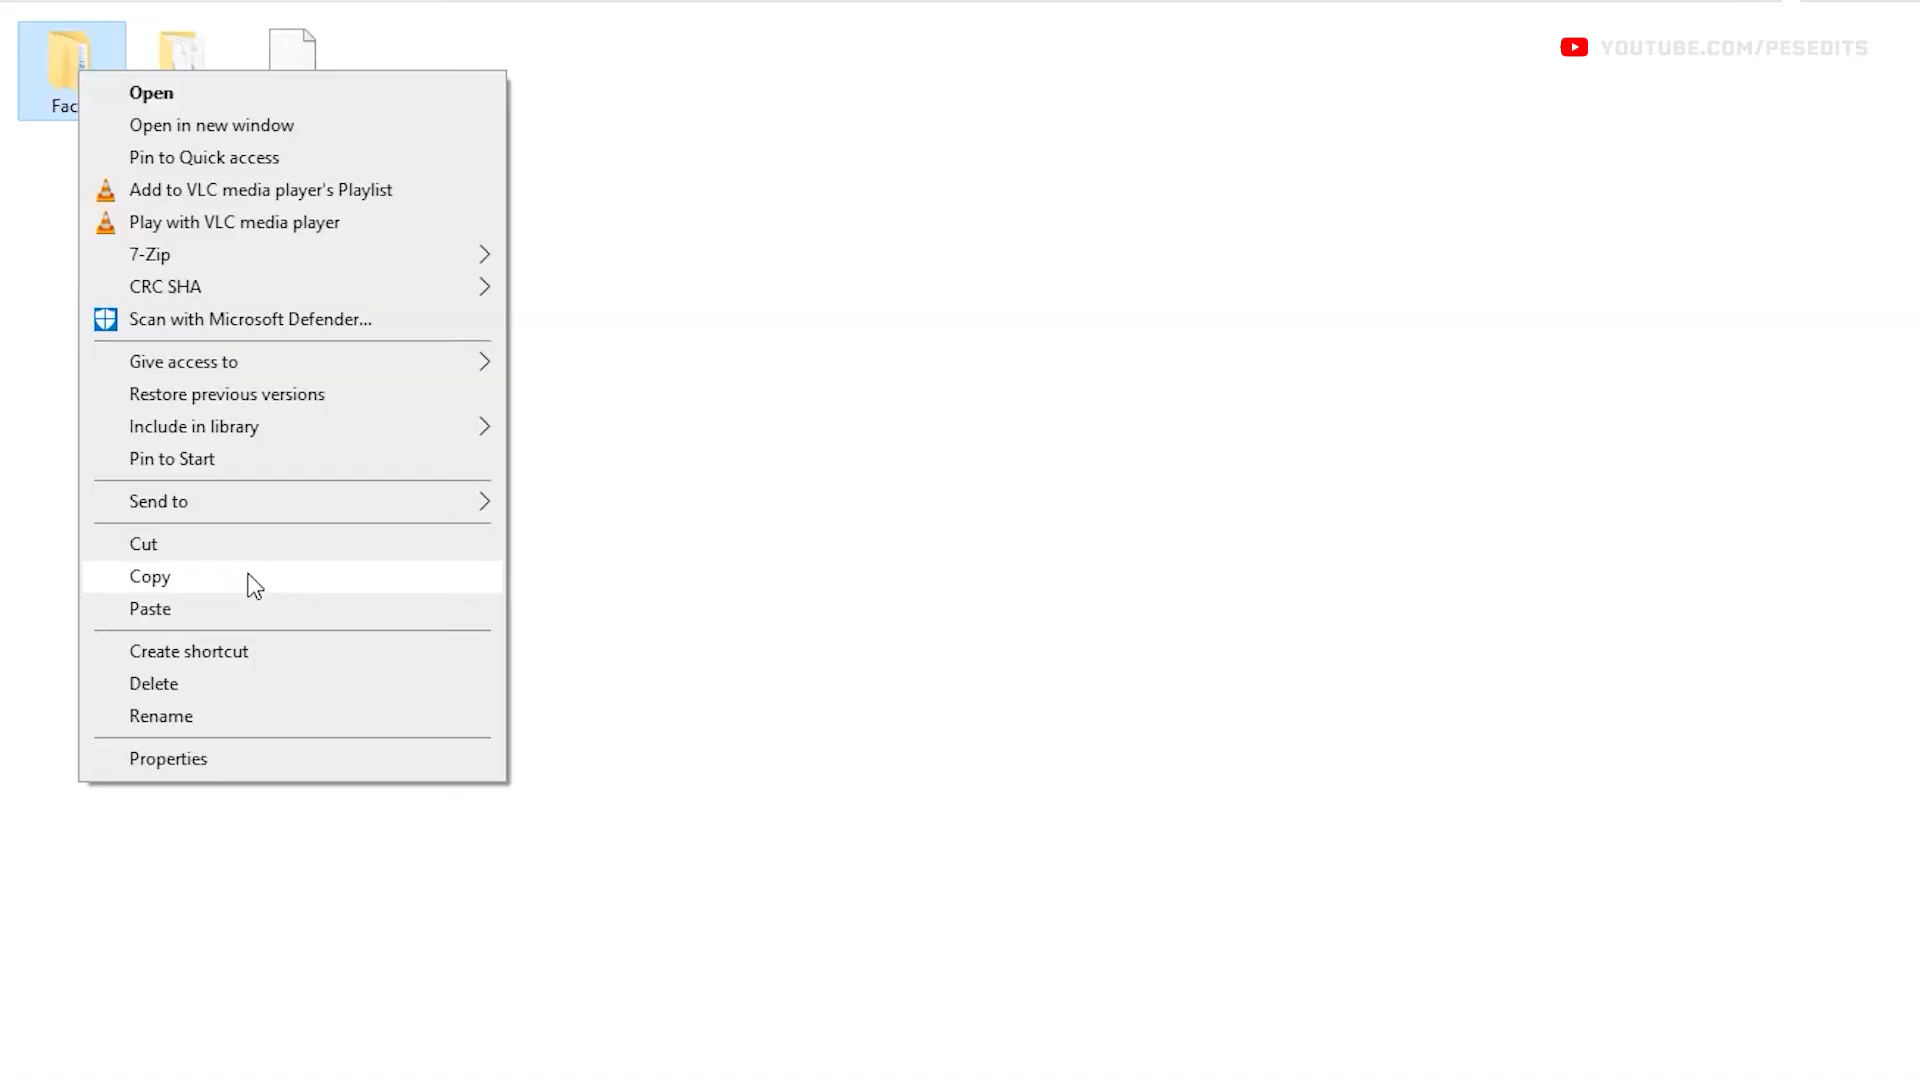 YOUTUBE.COM/PESEDITS
Fac
Open
Open in new window
Pin to Quick access
Add to VLC media player's Playlist
Play with VLC media player
7-Zip
CRC SHA
Scan with Microsoft Defender...
Give access to
Restore previous versions
Include in library
Pin to Start
Send to
Cut
Copy
Paste
Create shortcut
Delete
Rename
Properties